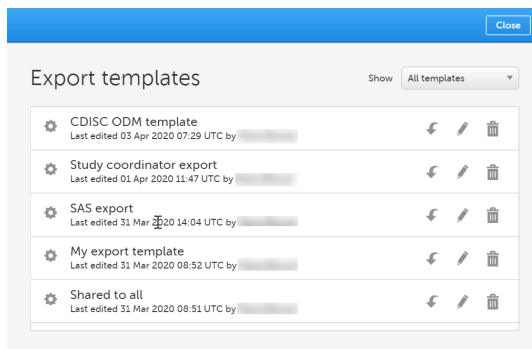 Close
Export templates
Show All templates
CDISC ODM template
Last edited 03 Apr 2020 07:29 UTC by
Study coordinator export
Last edited 01 Apr 2020 11:47 UTC by
SAS export
Last edited 31 Mar 2020 14:04 UTC by
My export template
Last edited 31 Mar 2020 08:52 UTC by
Shared to all
Last edited 31 Mar 2020 08:51 UTC by